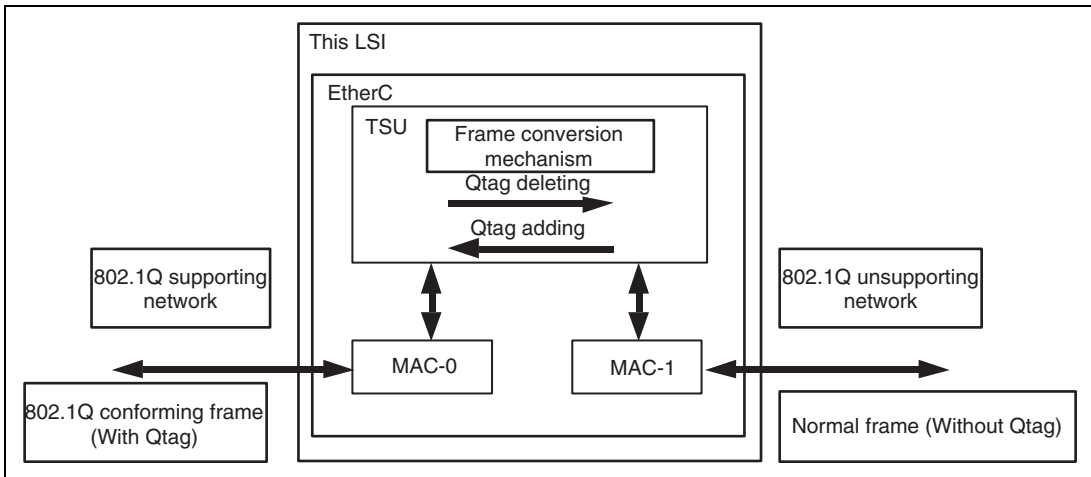 This LSI
EtherC
TSU
Frame conversion
mechanism
Qtag deleting
Qtag adding
802.1Q supporting
network
802.1Q unsupporting
network
MAC-0
MAC-1
802.1Q conforming frame
(With Qtag)
Normal frame (Without Qtag)